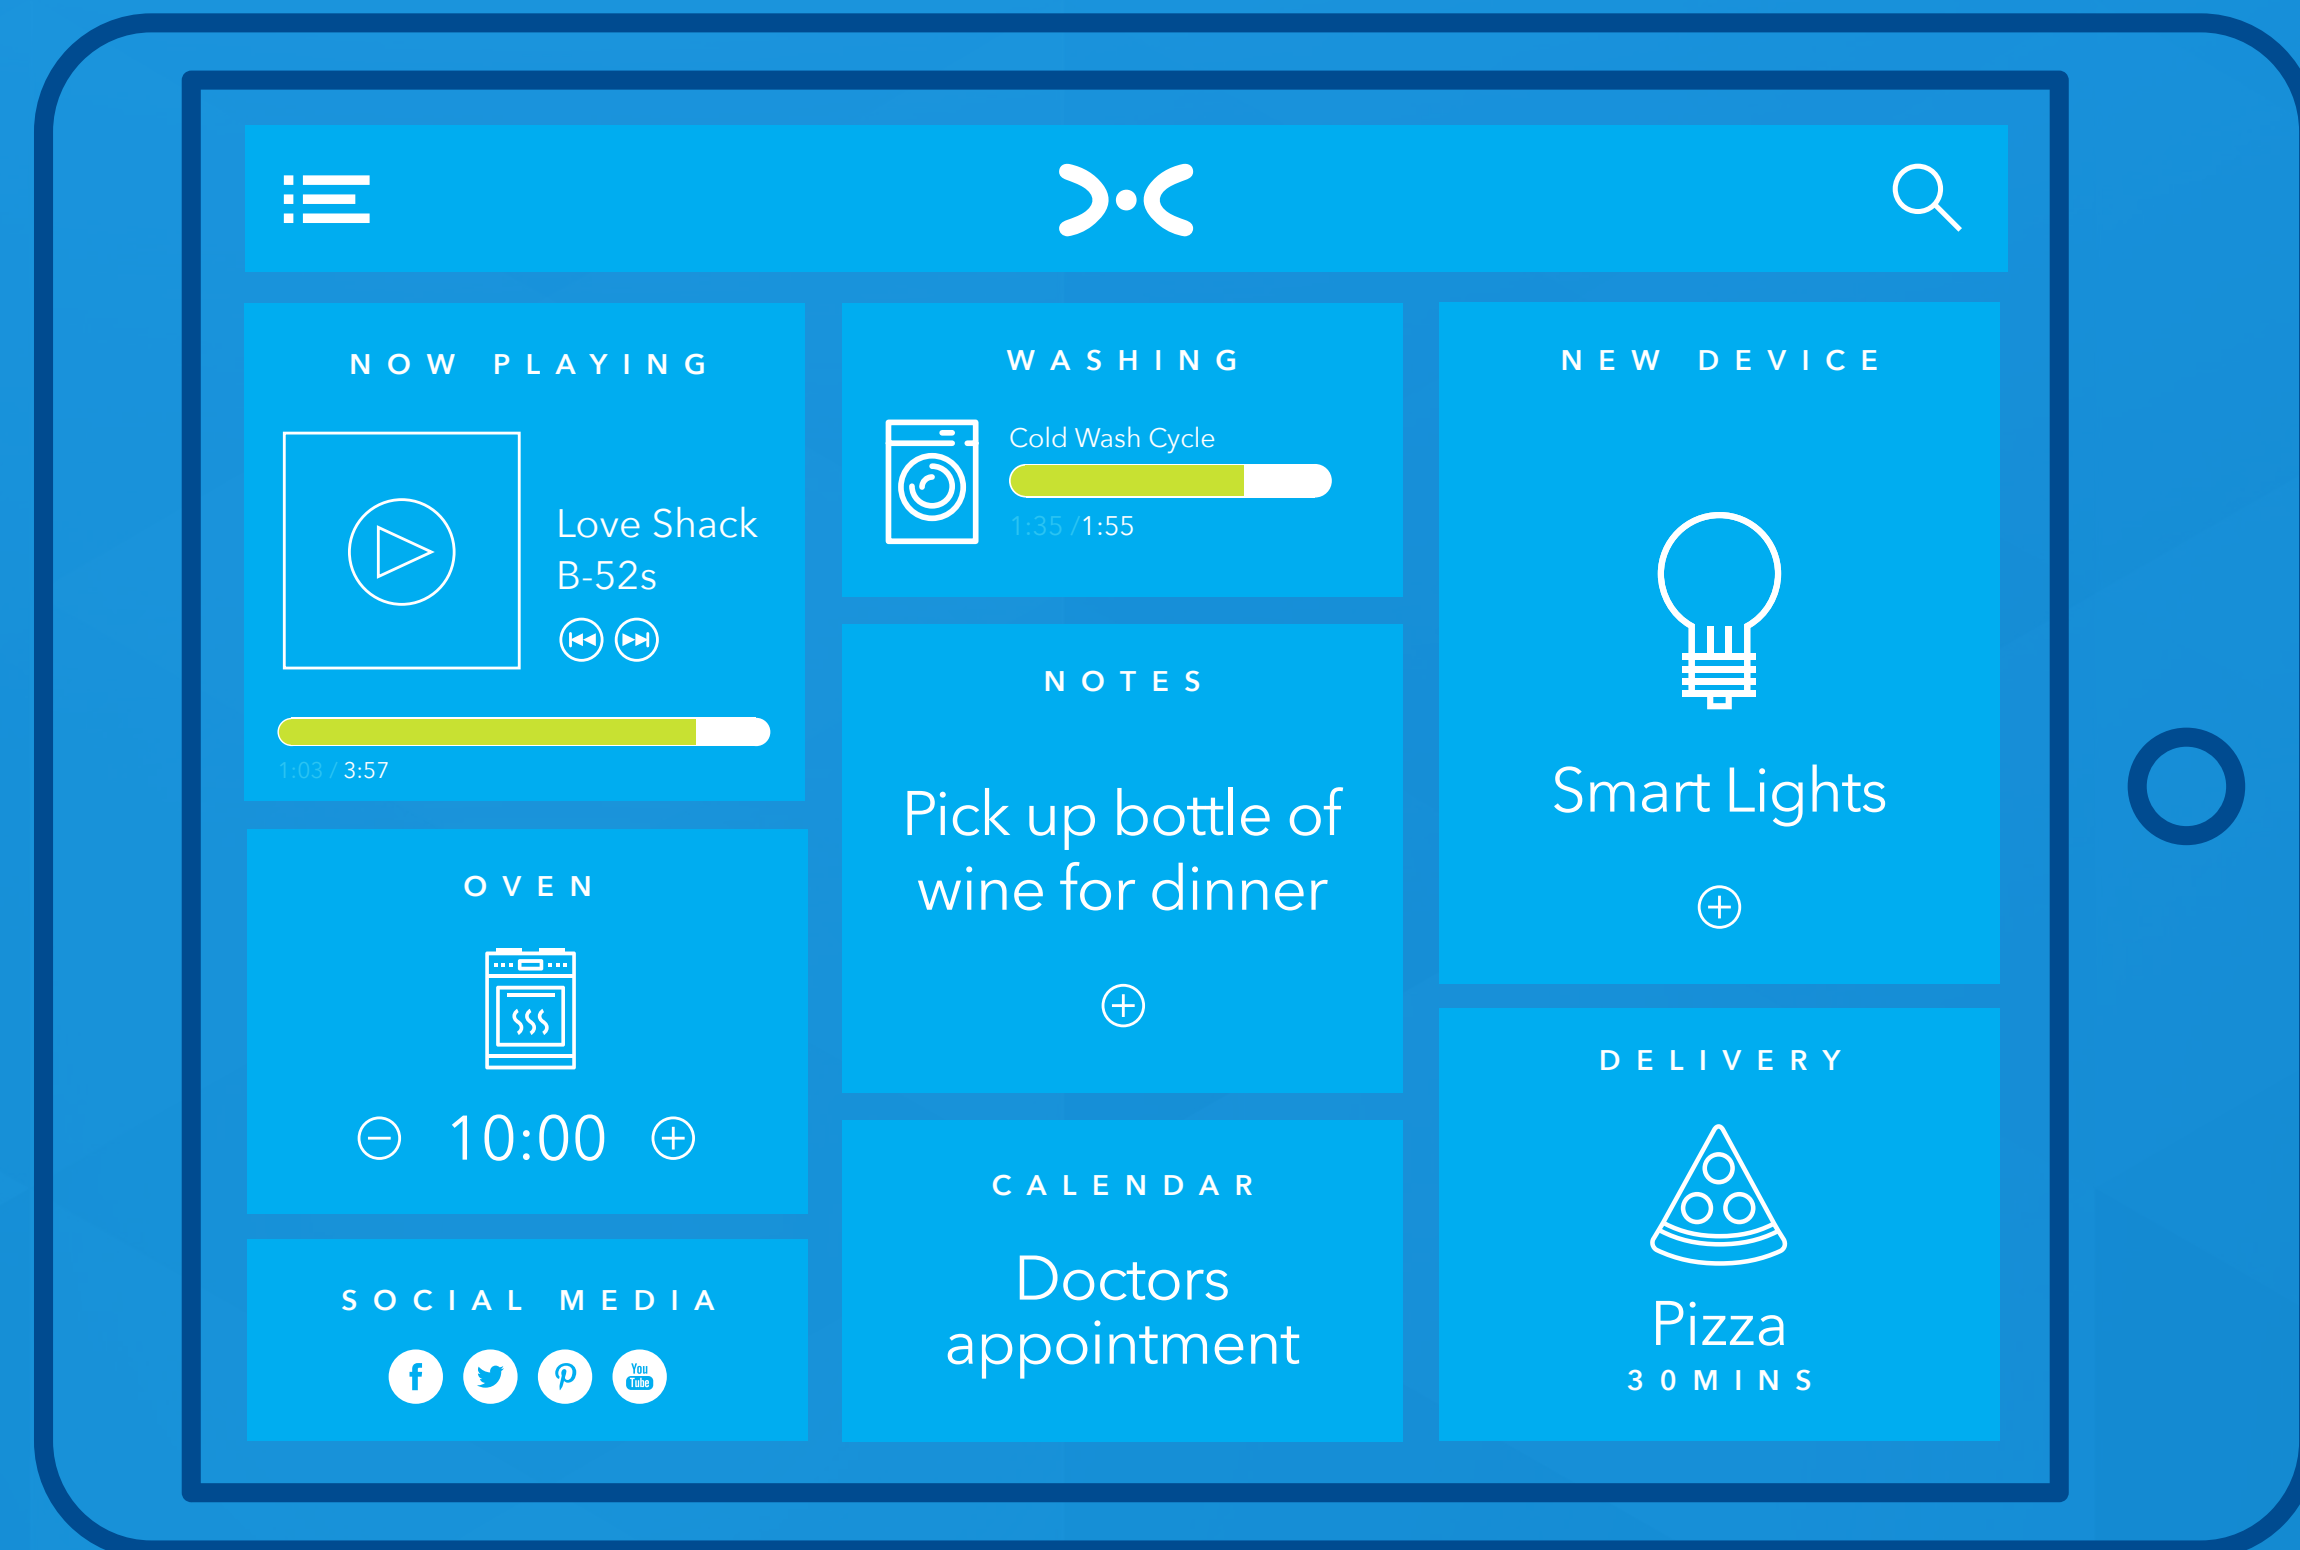 NOW PLAYING
Love Shack
B-52s
1:03 / 3:57
OVEN
10:00
SOCIAL MEDIA
f
You
Tube
WASHING
Cold Wash Cycle
1:35 /1:55
NOTES
Pick up bottle of
wine for dinner
CALENDAR
Doctors
appointment
NEW DEVICE
Smart Lights
DELIVERY
Pizza
30MINS